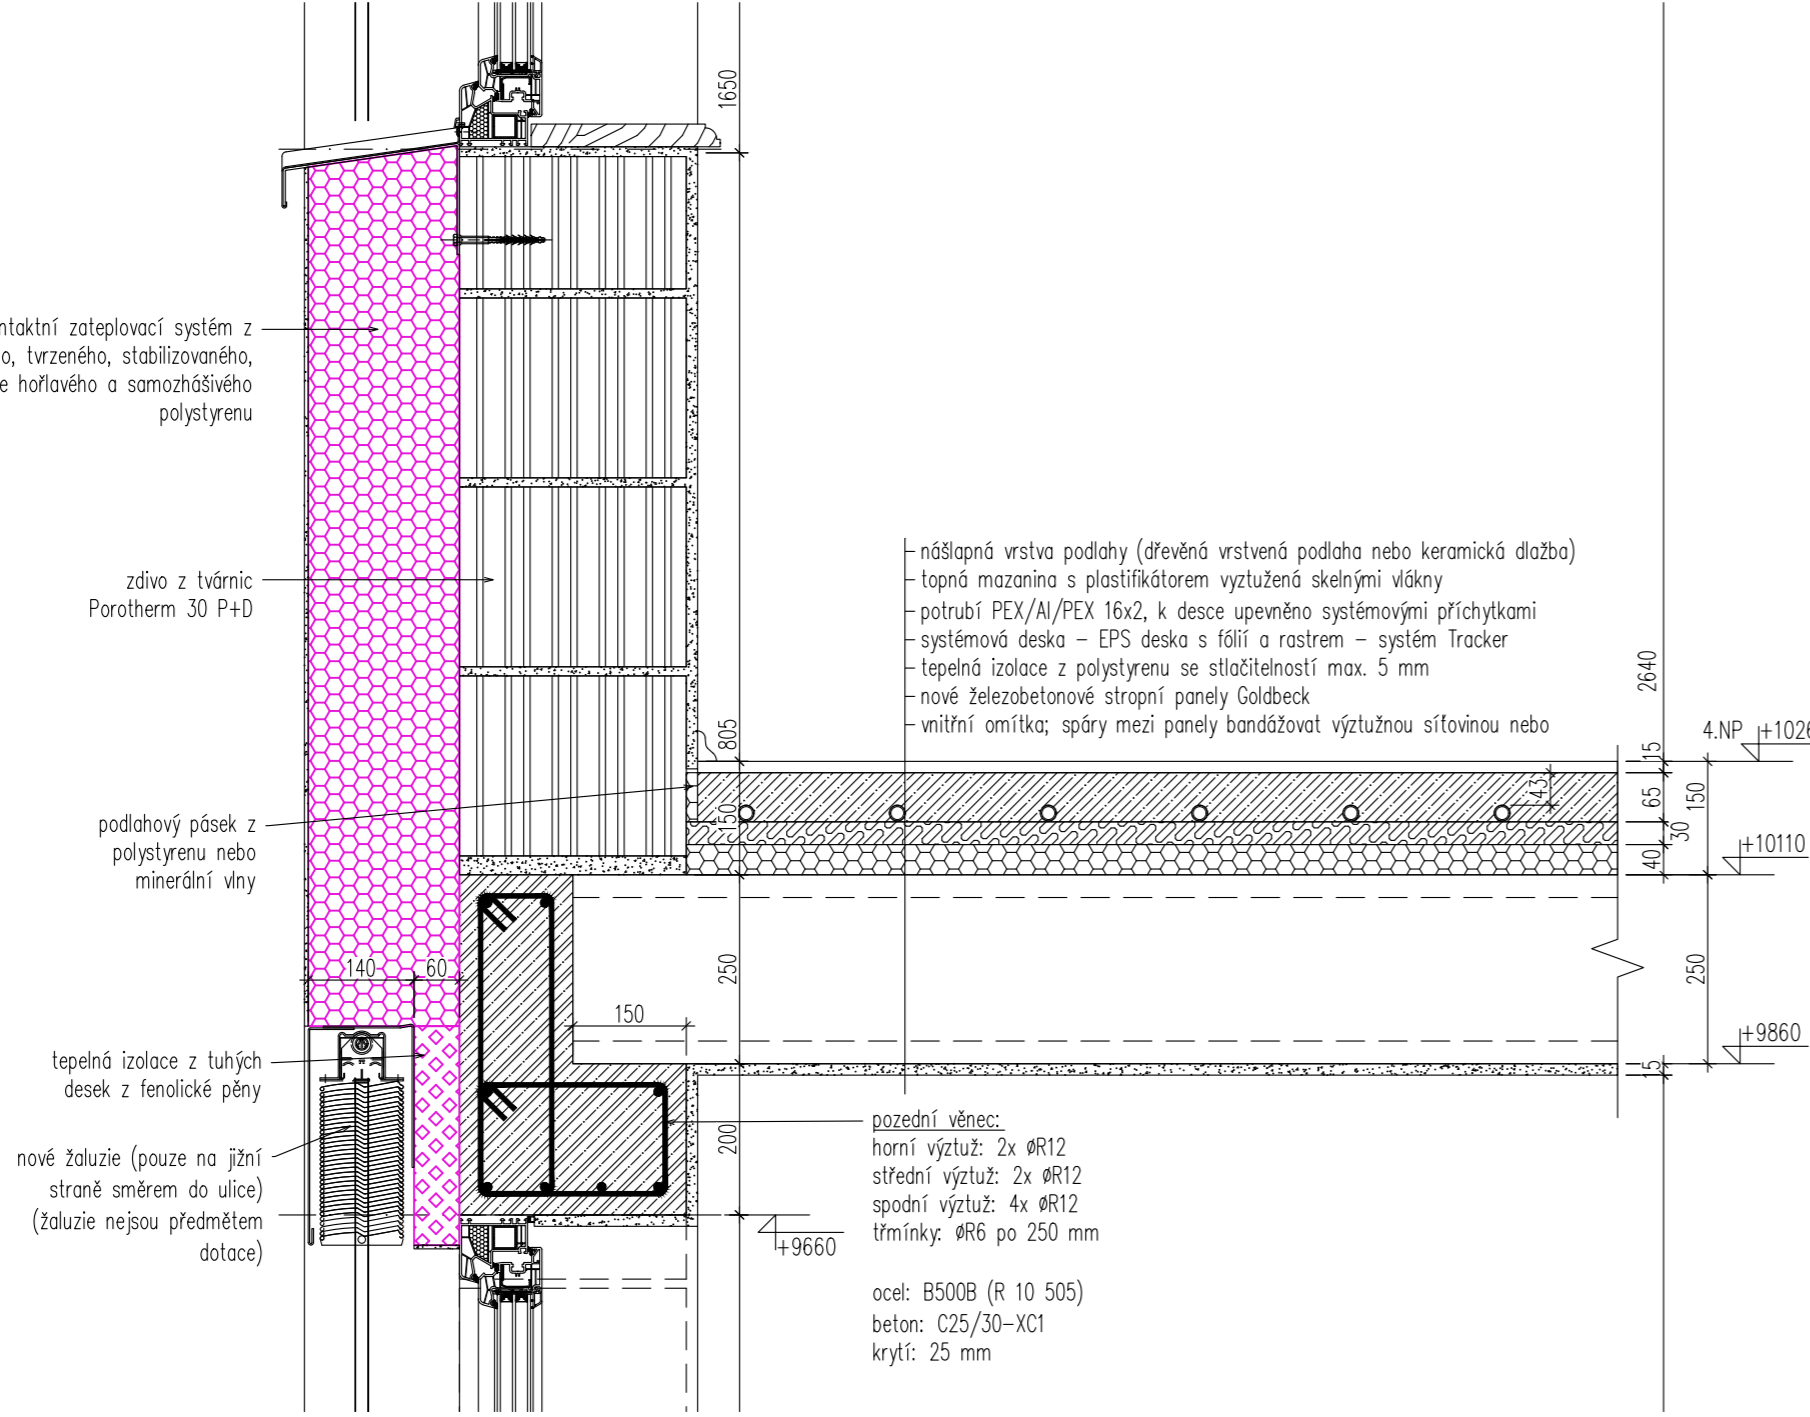 1650
ntaktní zateplovací systém z
o, tvrzeného, stabilizovaného,
e hořlavého a samozhášivého
polystyrenu
zdivo z tvárnic
Porotherm 30 P+D
podlahový pásek z
polystyrenu nebo
minerální vlny
tepelná izolace z tuhých
desek z fenolické pěny
nové žaluzie (pouze na jižní
straně směrem do ulice)
(žaluzie nejsou předmětem
dotace)
- nášlapná vrstva podlahy (dřevěná vrstvená podlaha nebo keramická dlažba)
- topná mazanina s plastifikátorem vyztužená skelnými vlákny
- potrubí PEX/Al/PEX 16x2, k desce upevněno systémovými příchytkami
- systémová deska – EPS deska s fólií a rastrem – systém Tracker
- tepelná izolace z polystyrenu se stlačitelností max. 5 mm
- nové železobetonové stropní panely Goldbeck
- vnitřní omítka; spáry mezi panely bandážovat výztužnou síťovinou nebo
805
150
250
200
140
60
150
43
2640
15
65
30
40
15
150
250
4.NP
+1026
+10110
+9860
+9660
pozední věnec:
horní výztuž: 2x øR12
střední výztuž: 2x øR12
spodní výztuž: 4x øR12
třmínky: øR6 po 250 mm
ocel: B500B (R 10 505)
beton: C25/30-XC1
krytí: 25 mm